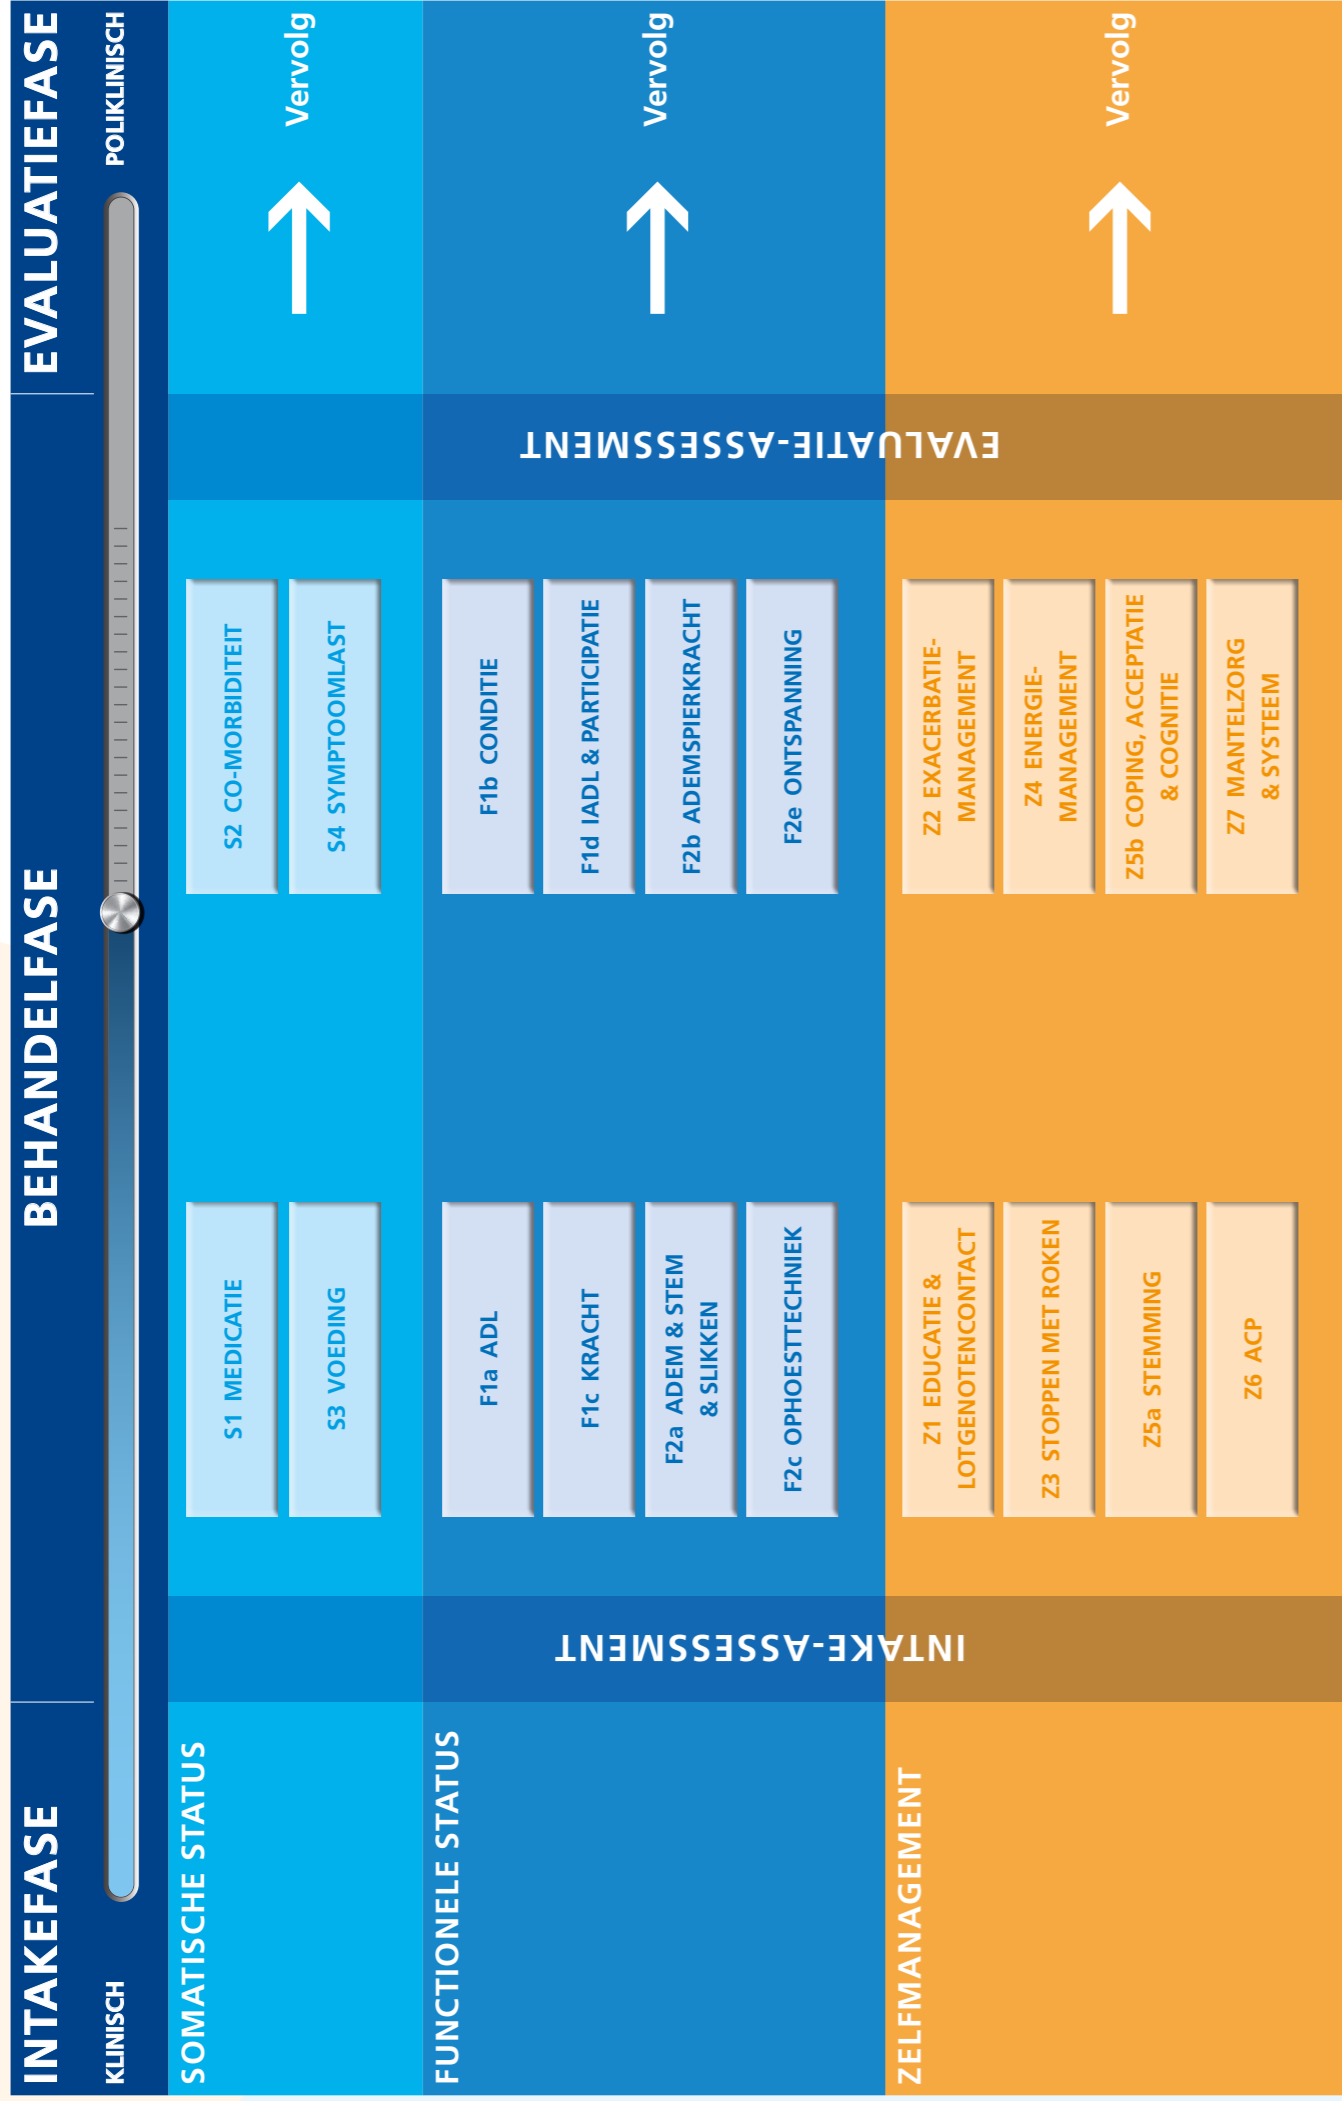 INTAKEFASE
BEHANDELFASE
EVALUATIEFASE
KLINISCH
POLIKLINISCH
SOMATISCHE STATUS
S1 MEDICATIE
S2 CO-MORBIDITEIT
S3 VOEDING
S4 SYMPTOOMLAST
Vervolg
FUNCTIONELE STATUS
F1a ADL
F1b CONDITIE
F1c KRACHT
F1d IADL & PARTICIPATIE
F2a ADEM & STEM
& SLIKKEN
F2b ADEMSPIERKRACHT
F2c OPHOESTTECHNIEK
F2e ONTSPANNING
Vervolg
ZELFMANAGEMENT
Z1 EDUCATIE &
LOTGENOTENCONTACT
Z2 EXACERBATIE-
MANAGEMENT
Z3 STOPPEN MET ROKEN
Z4 ENERGIE-
MANAGEMENT
Z5a STEMMING
Z5b COPING, ACCEPTATIE
& COGNITIE
Z6 ACP
Z7 MANTELZORG
& SYSTEEM
Vervolg
INTAKE-ASSESSMENT
EVALUATIE-ASSESSMENT